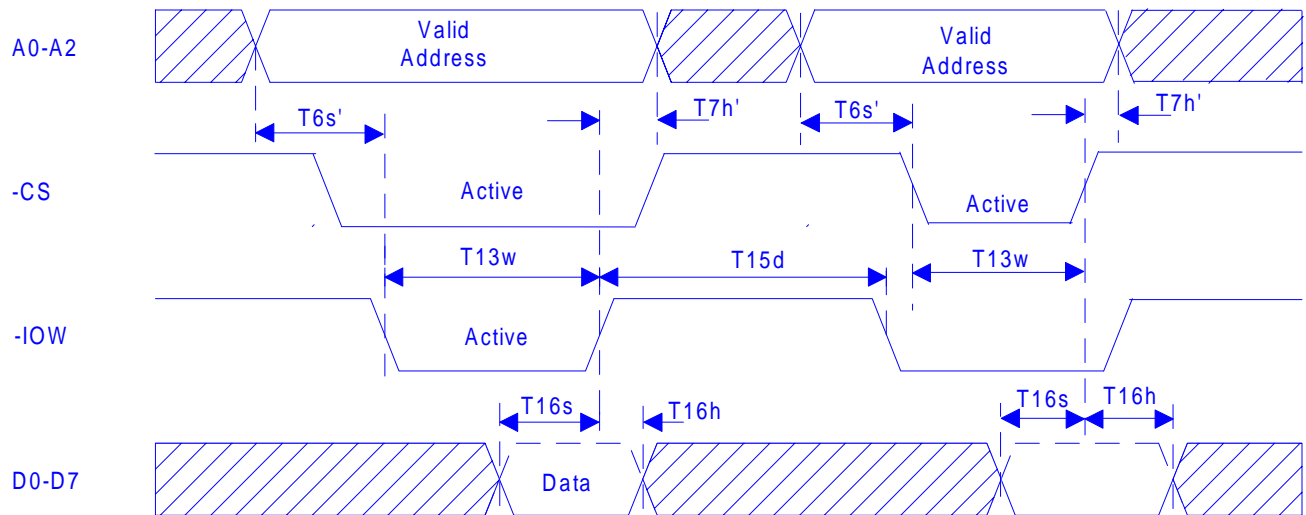 A0-A2
Valid
Address
Valid
Address
T6s'
T7h'
T6s'
T7h'
-CS
Active
Active
T13w
T15d
T13w
-IOW
Active
T16s
T16h
T16s
T16h
D0-D7
Data